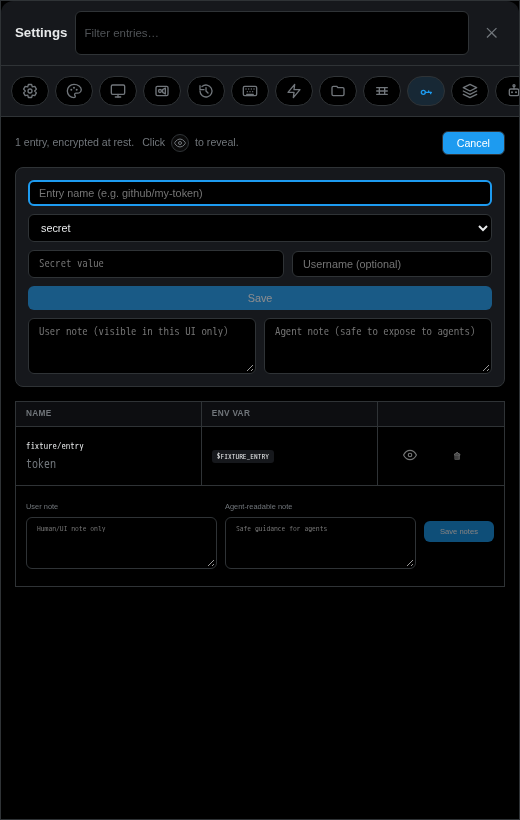 Settings
Filter entries…
1 entry, encrypted at rest. Click to reveal.
Cancel
Entry name (e.g. github/my-token)
secret
Secret value
Username (optional)
Save
User note (visible in this UI only)
Agent note (safe to expose to agents)
NAME
ENV VAR
fixture/entry
token
$FIXTURE_ENTRY
User note
Agent-readable note
Human/UI note only
Safe guidance for agents
Save notes